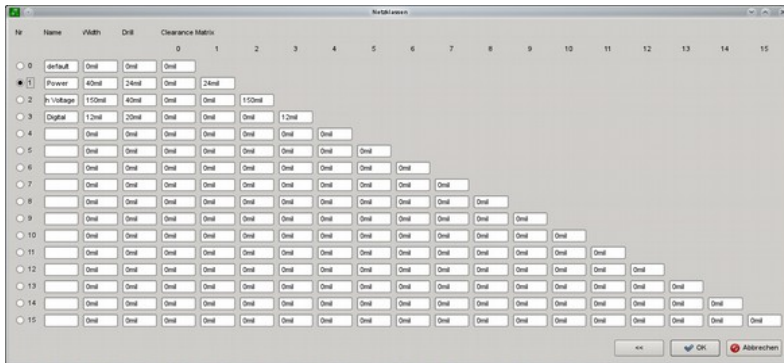 Netzklassen
Nr Name Width Drill Clearance Matrix
0 1 2 3 4 5 6 7 8 9 10 11 12 13 14 15
0 default 0mil 0mil 0mil
1 Power 40mil 24mil 0mil 24mil
2 h Voltage 150mil 40mil 0mil 0mil 150mil
3 Digital 12mil 20mil 0mil 0mil 0mil 12mil
4 0mil 0mil 0mil 0mil 0mil 0mil 0mil
5 0mil 0mil 0mil 0mil 0mil 0mil 0mil 0mil
6 0mil 0mil 0mil 0mil 0mil 0mil 0mil 0mil 0mil
7 0mil 0mil 0mil 0mil 0mil 0mil 0mil 0mil 0mil 0mil
8 0mil 0mil 0mil 0mil 0mil 0mil 0mil 0mil 0mil 0mil 0mil
9 0mil 0mil 0mil 0mil 0mil 0mil 0mil 0mil 0mil 0mil 0mil 0mil
10 0mil 0mil 0mil 0mil 0mil 0mil 0mil 0mil 0mil 0mil 0mil 0mil 0mil
11 0mil 0mil 0mil 0mil 0mil 0mil 0mil 0mil 0mil 0mil 0mil 0mil 0mil 0mil
12 0mil 0mil 0mil 0mil 0mil 0mil 0mil 0mil 0mil 0mil 0mil 0mil 0mil 0mil 0mil
13 0mil 0mil 0mil 0mil 0mil 0mil 0mil 0mil 0mil 0mil 0mil 0mil 0mil 0mil 0mil 0mil
14 0mil 0mil 0mil 0mil 0mil 0mil 0mil 0mil 0mil 0mil 0mil 0mil 0mil 0mil 0mil 0mil 0mil
15 0mil 0mil 0mil 0mil 0mil 0mil 0mil 0mil 0mil 0mil 0mil 0mil 0mil 0mil 0mil 0mil 0mil 0mil
<< OK Abbrechen